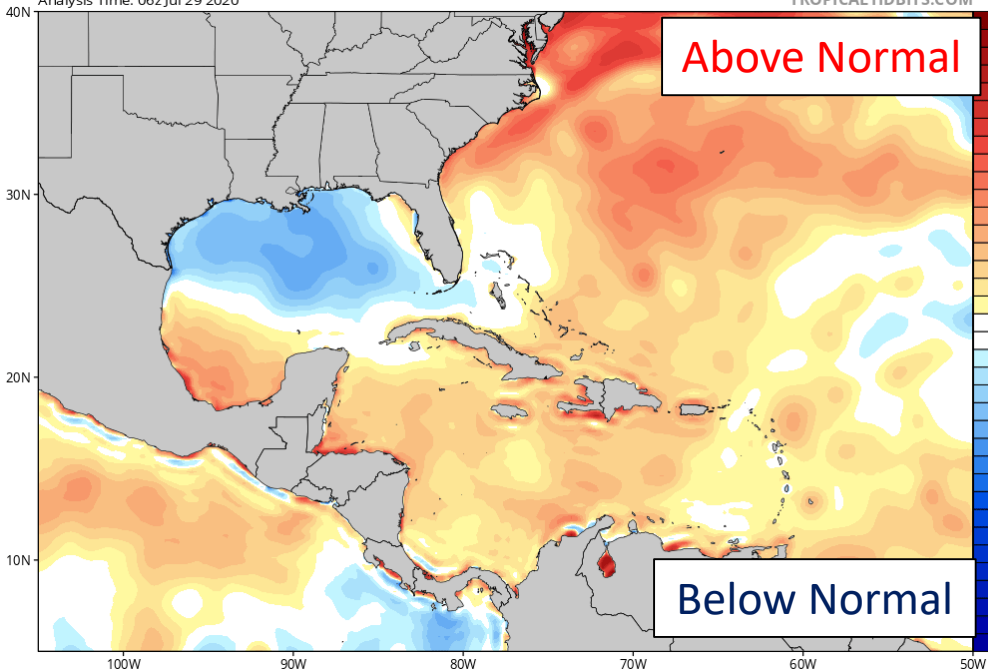 Analysis Time: 06z Jul 29 2020
TROPICALTIDBITS.COM
40N
Above Normal
30N
20N
10N
Below Normal
100W 90W 80W 70W 60W 50W